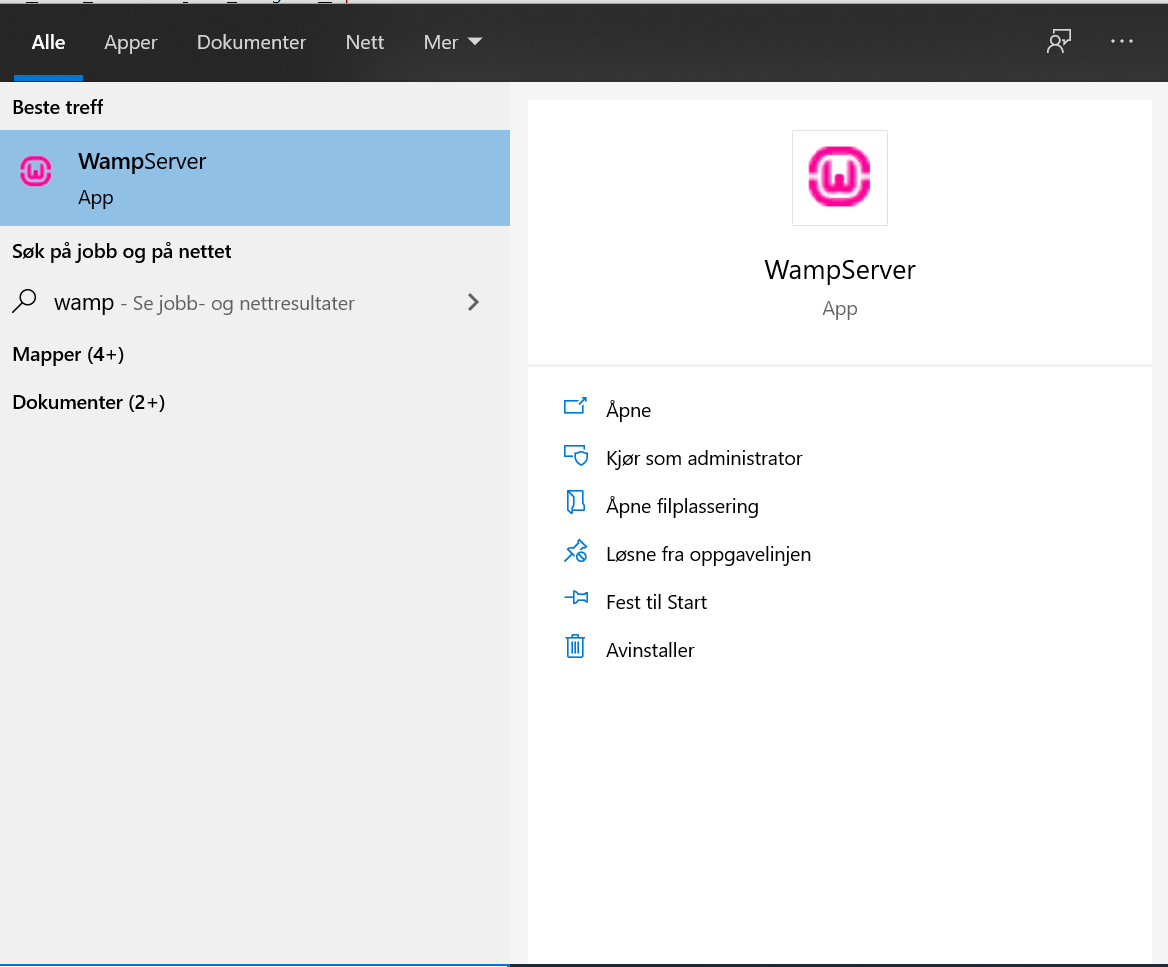 Alle Apper Dokumenter Nett Mer
Beste treff
WampServer
App
Søk på jobb og på nettet
wamp - Se jobb- og nettresultater
Mapper (4+)
Dokumenter (2+)
WampServer
App
Åpne
Kjør som administrator
Åpne filplassering
Løsne fra oppgavelinjen
Fest til Start
Avinstaller